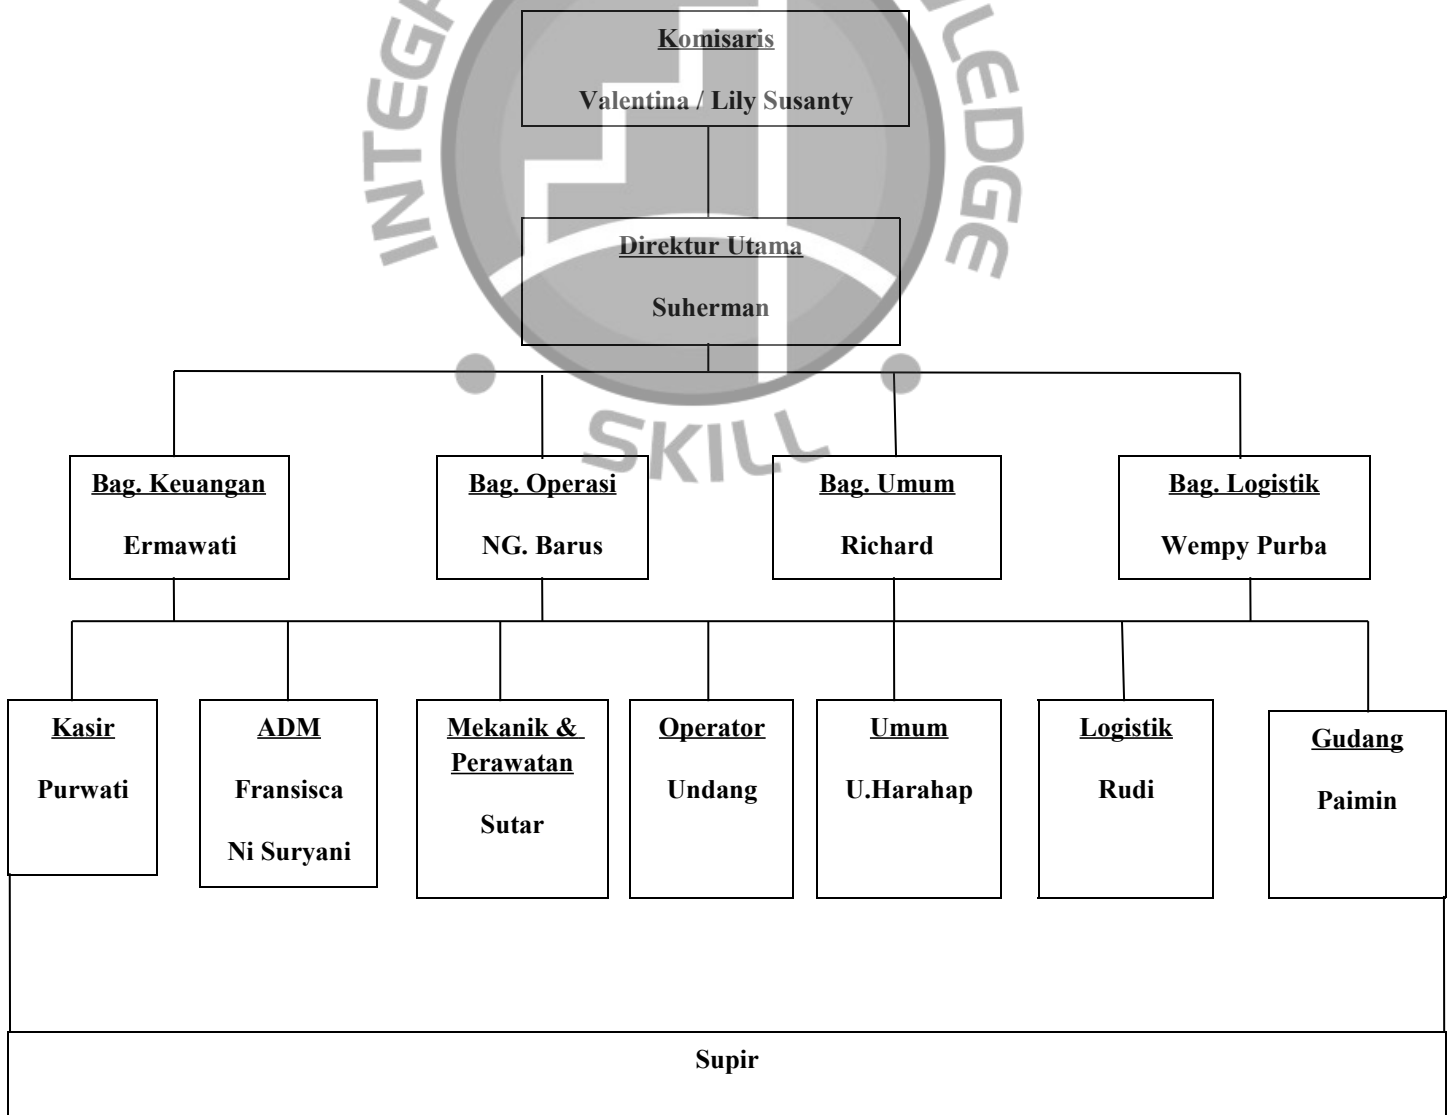 Komisaris
Valentina / Lily Susanty
Direktur Utama
Suherman
SKILL
Bag. Keuangan
Ermawati
Bag. Operasi
NG. Barus
Bag. Umum
Richard
Bag. Logistik
Wempy Purba
Kasir
Purwati
ADM
Fransisca
Ni Suryani
Mekanik &
Perawatan
Sutar
Operator
Undang
Umum
U.Harahap
Logistik
Rudi
Gudang
Paimin
Supir